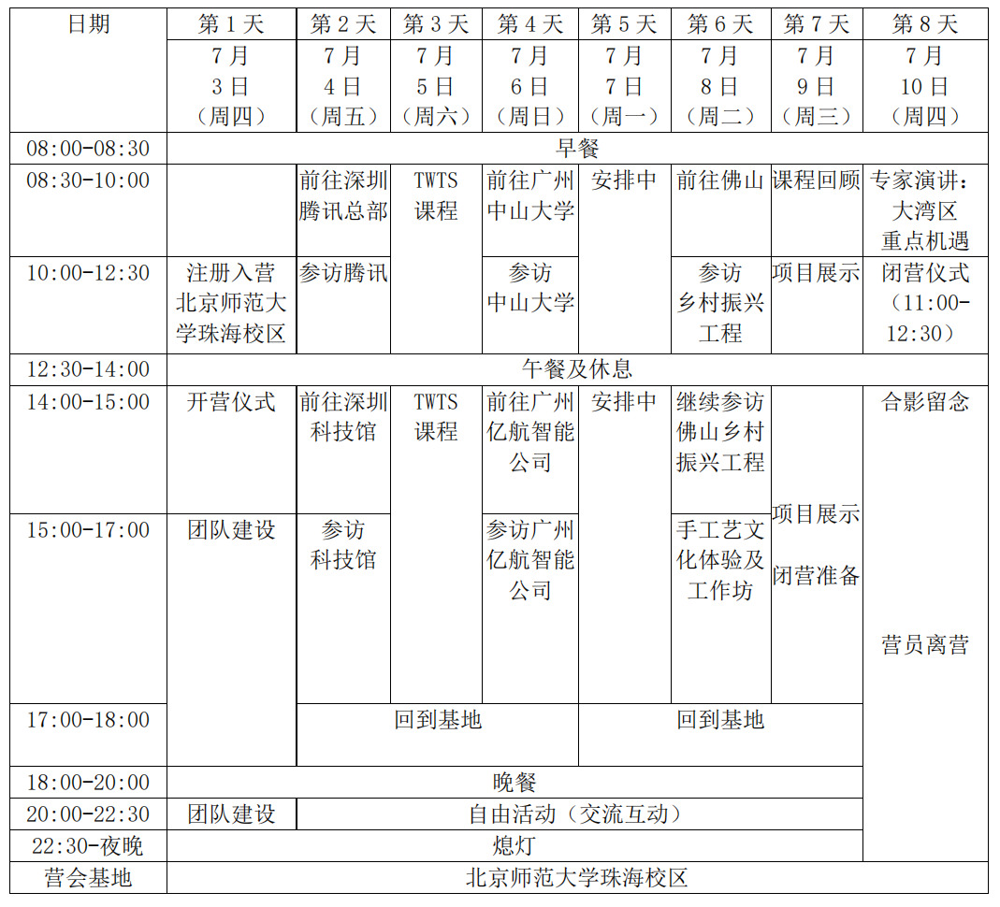 日期 第1天 第2天 第3天 第4天 第5天 第6天 第7天 第8天
7月 7月 7月 7月 7月 7月 7月 7月
3日 4日 5日 6日 7日 8日 9日 10日
（周四） （周五） （周六） （周日） （周一） （周二） （周三） （周四）
08:00-08:30 早餐
08:30-10:00 前往深圳 TWTS 前往广州 安排中 前往佛山 课程回顾 专家演讲：
腾讯总部 课程 中山大学 大湾区
重点机遇
10:00-12:30 注册入营 参访腾讯 参访 参访 项目展示 闭营仪式
北京师范大 中山大学 乡村振兴 （11:00-
学珠海校区 工程 12:30）
12:30-14:00 午餐及休息
14:00-15:00 开营仪式 前往深圳 TWTS 前往广州 安排中 继续参访 合影留念
科技馆 课程 亿航智能 佛山乡村
公司 振兴工程
项目展示
15:00-17:00 团队建设 参访 参访广州 手工艺文
科技馆 亿航智能 化体验及
闭营准备
公司 工作坊
营员离营
17:00-18:00 回到基地 回到基地
18:00-20:00 晚餐
20:00-22:30 团队建设 自由活动（交流互动）
22:30-夜晚 熄灯
营会基地 北京师范大学珠海校区